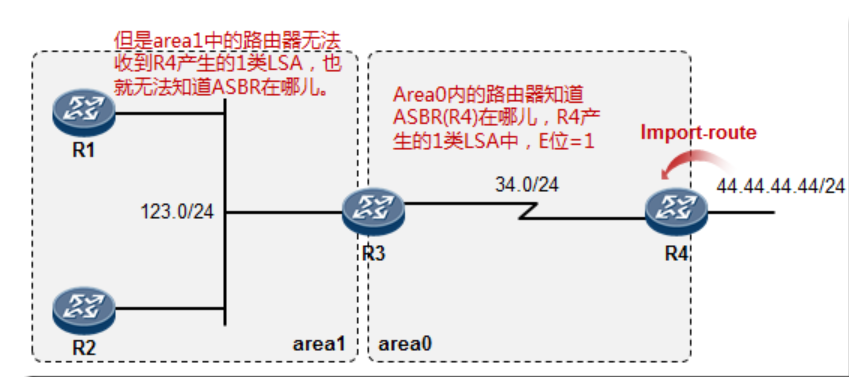 但是area1中的路由器无法
收到R4产生的1类LSA，也
就无法知道ASBR在哪儿。
Area0内的路由器知道
ASBR(R4)在哪儿，R4产
生的1类LSA中，E位=1
Import-route
R1
34.0/24
44.44.44.44/24
123.0/24
R3
R4
R2
area1
area0